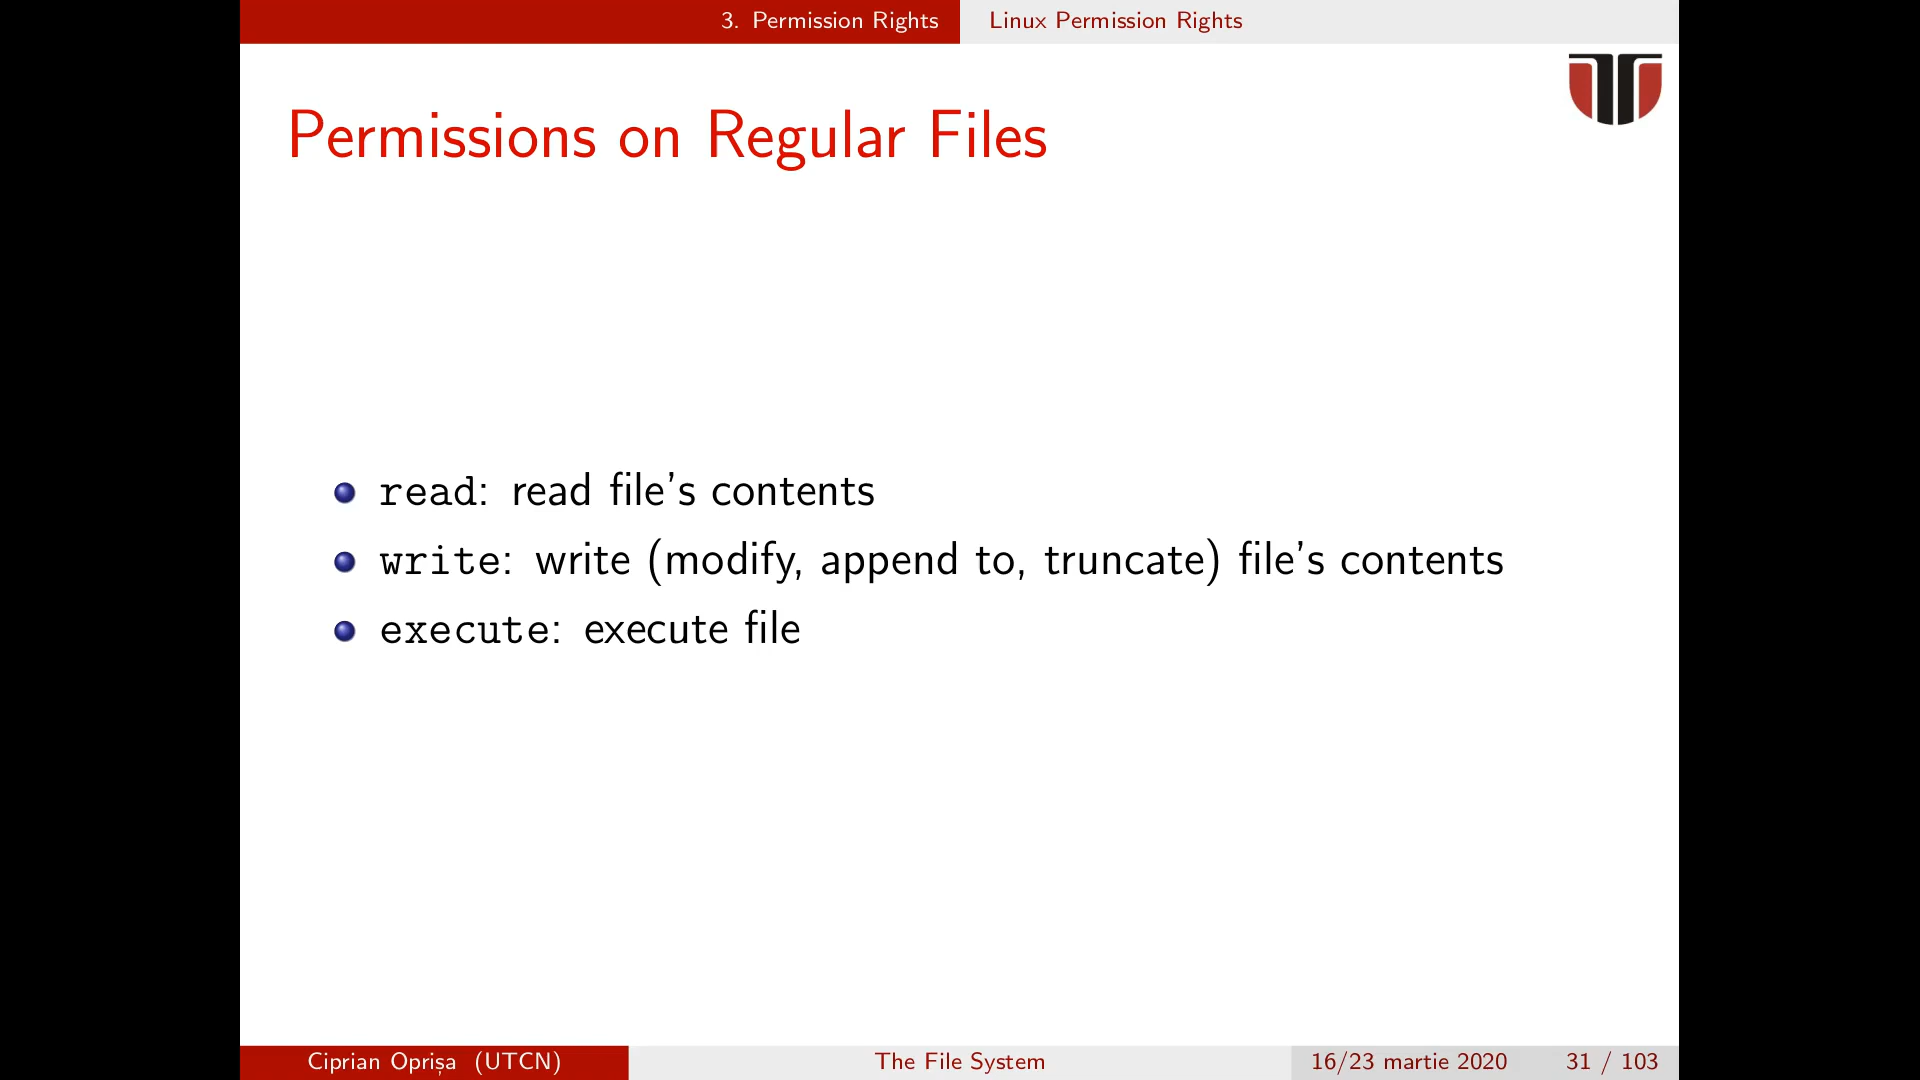 3. Permission Rights Linux Permission Rights
Permissions on Regular Files
read: read file's contents
write: write (modify, append to, truncate) file's contents
execute: execute file
Ciprian Oprișa (UTCN) The File System 16/23 martie 2020 31 / 103